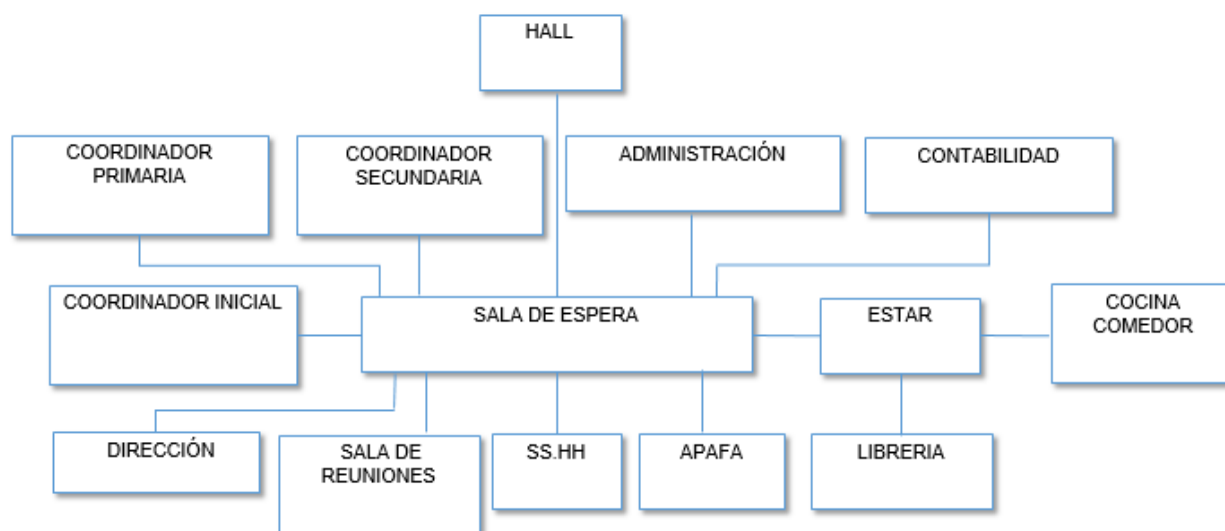 HALL
COORDINADOR
PRIMARIA
COORDINADOR
SECUNDARIA
ADMINISTRACIÓN
CONTABILIDAD
COORDINADOR INICIAL
SALA DE ESPERA
ESTAR
COCINA
COMEDOR
DIRECCIÓN
SALA DE
REUNIONES
SS.HH
APAFA
LIBRERIA